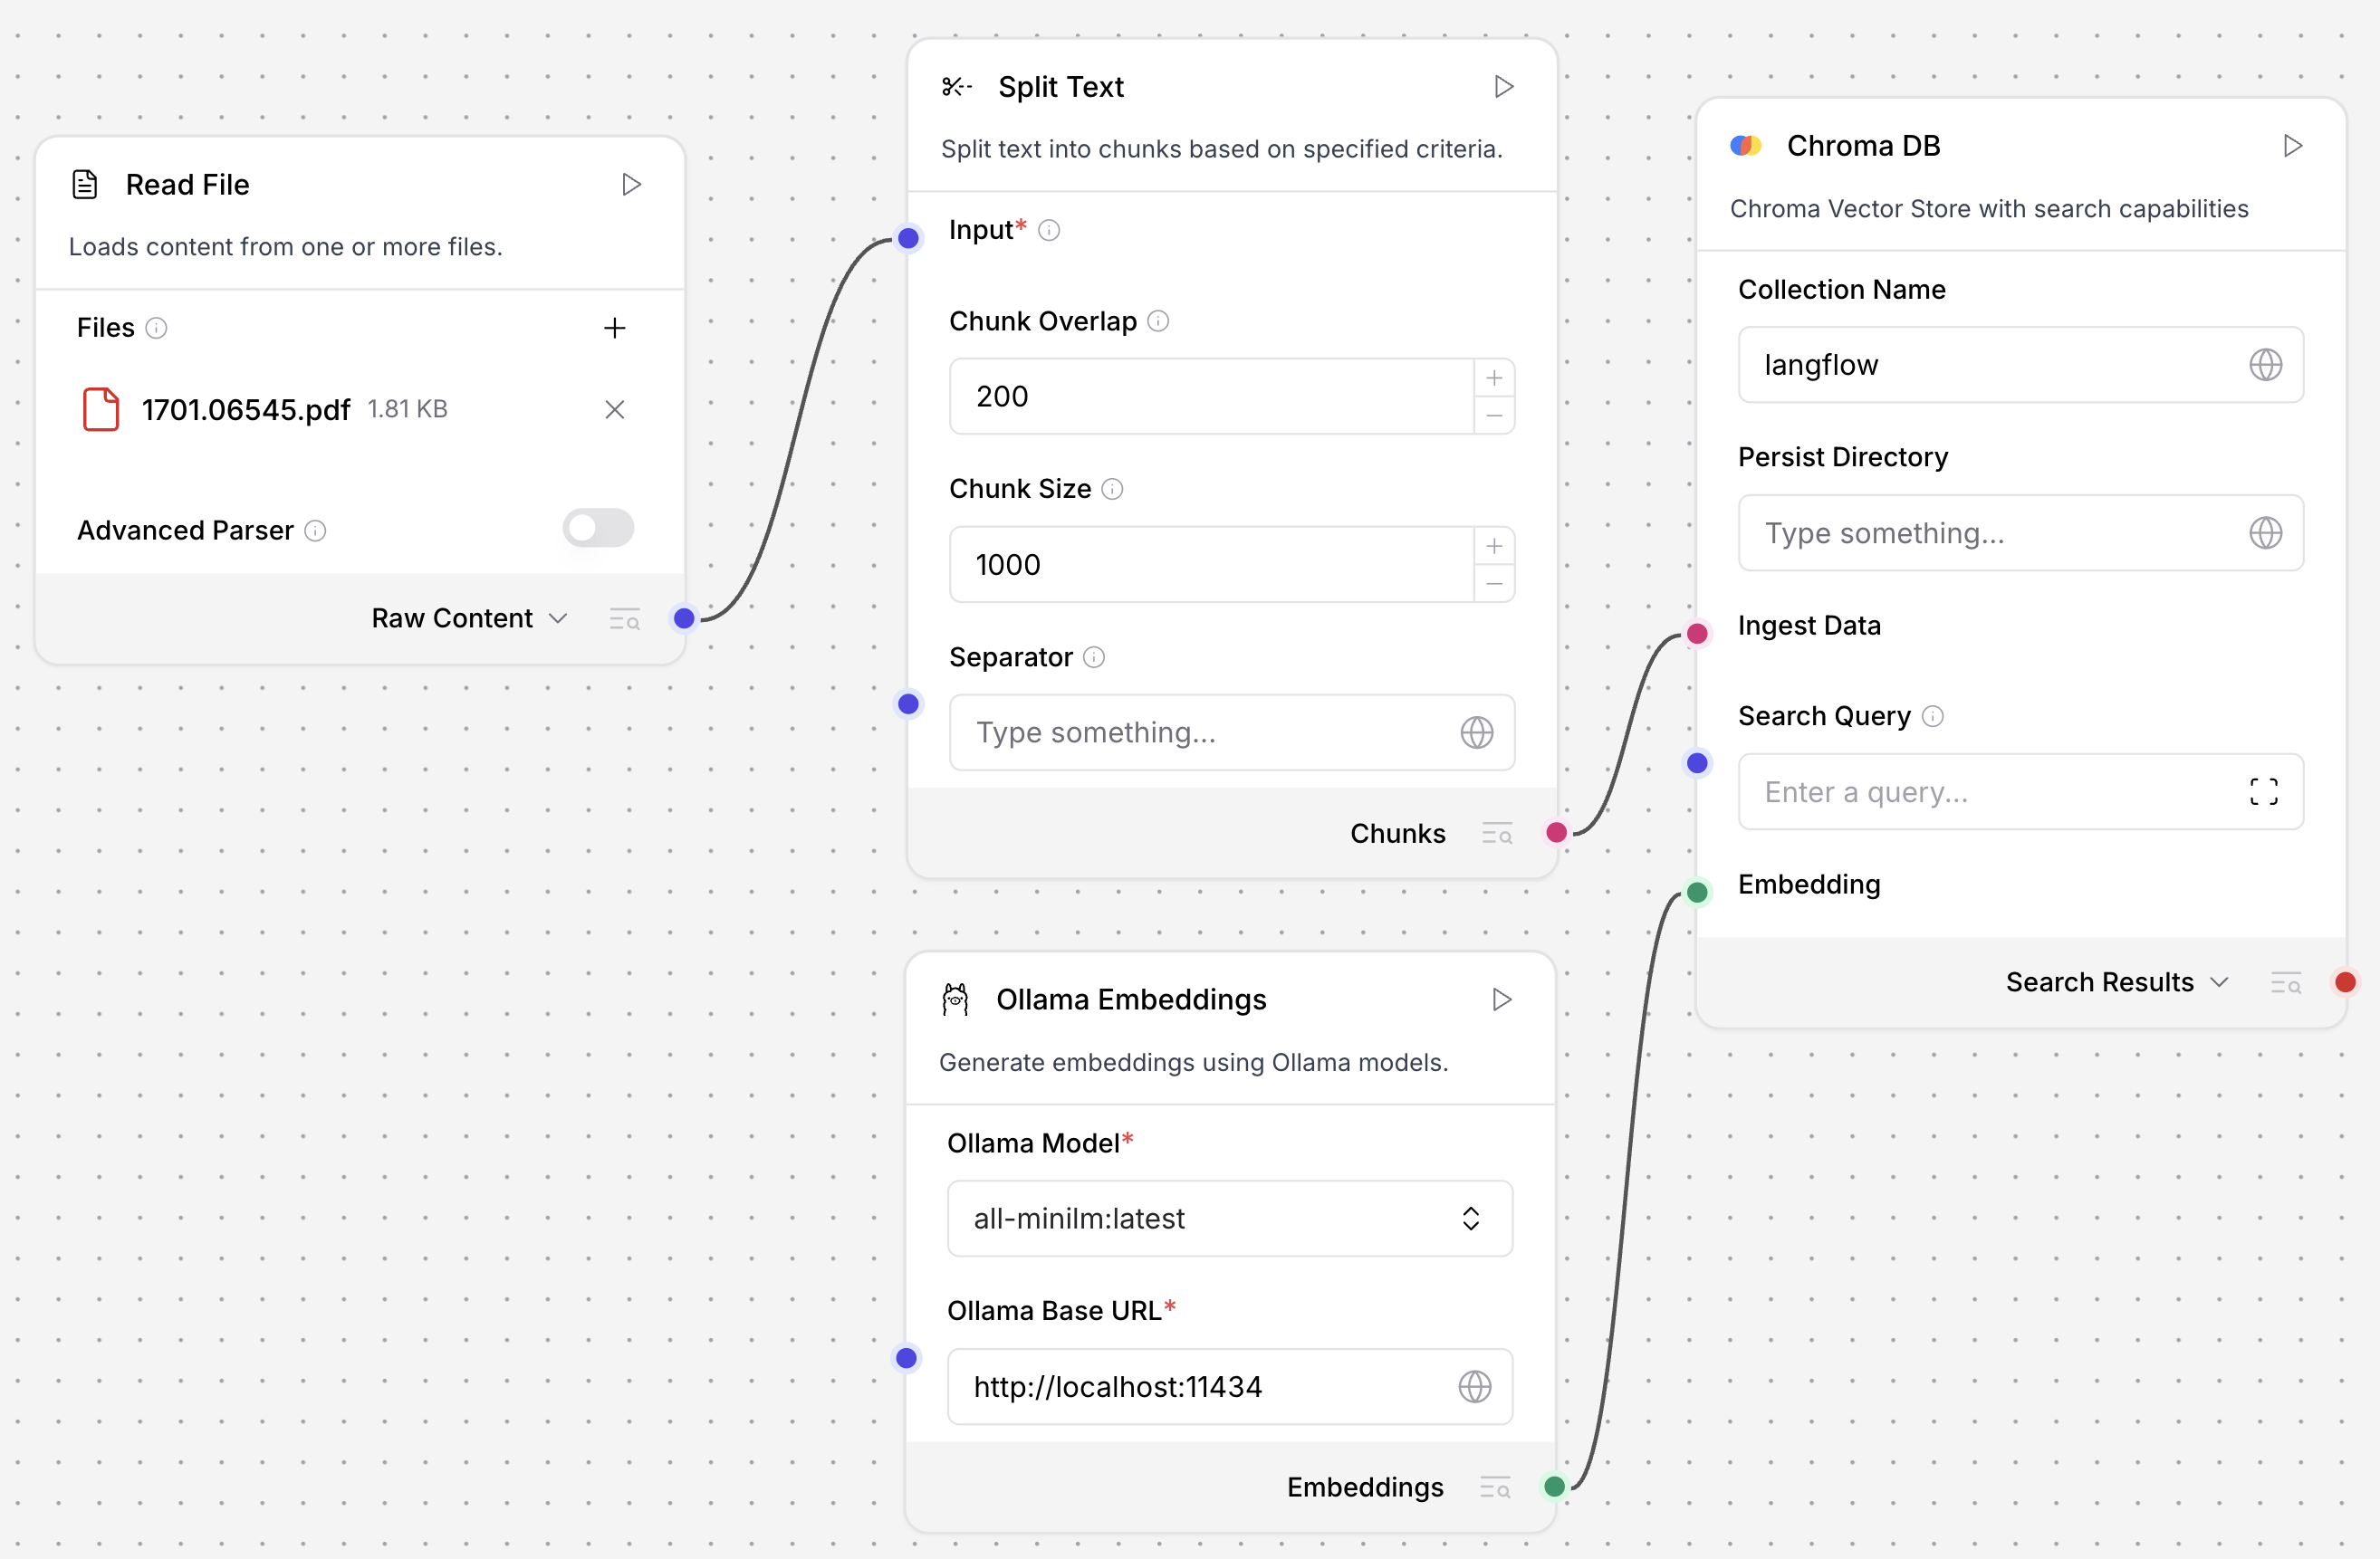 Read File
Loads content from one or more files.
Files
1701.06545.pdf 1.81 KB
Advanced Parser
Raw Content
Split Text
Split text into chunks based on specified criteria.
Input*
Chunk Overlap
200
Chunk Size
1000
Separator
Type something...
Chunks
Ollama Embeddings
Generate embeddings using Ollama models.
Ollama Model*
all-minilm:latest
Ollama Base URL*
http://localhost:11434
Embeddings
Chroma DB
Chroma Vector Store with search capabilities
Collection Name
langflow
Persist Directory
Type something...
Ingest Data
Search Query
Enter a query...
Embedding
Search Results